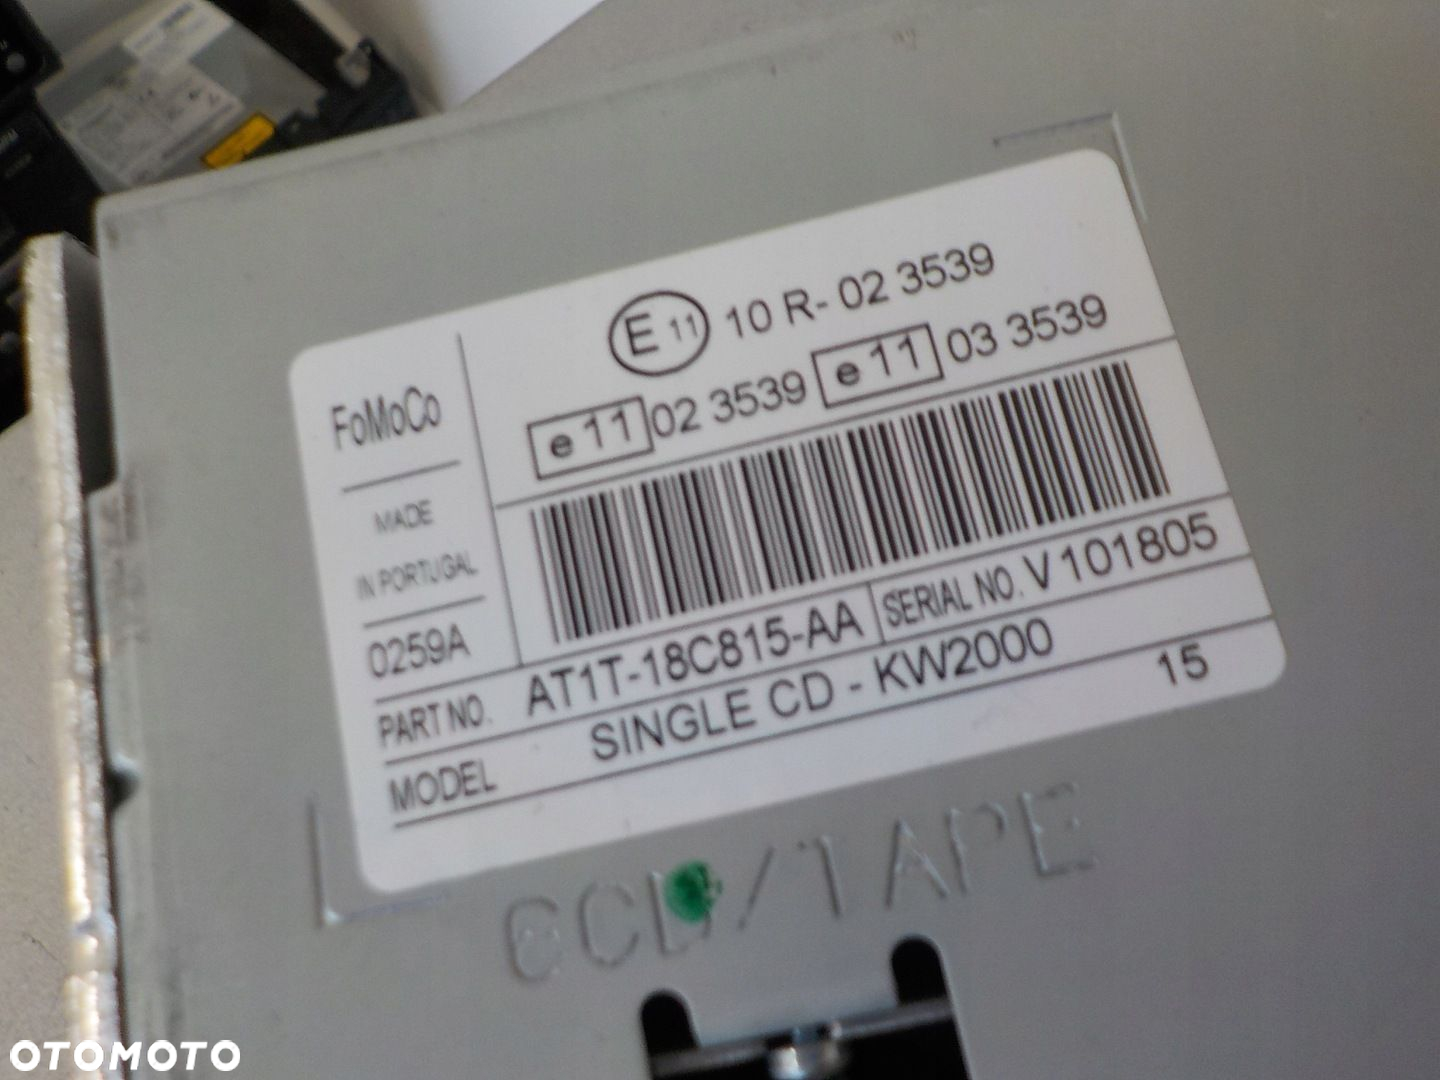 E 11 10 R- 02 3539
e 11 02 3539 e 11 03 3539
FoMoCo
MADE
IN PORTUGAL
0259A
PART NO. AT1T-18C815-AA SERIAL NO. V 101805
MODEL SINGLE CD - KW2000
15
6CD/TAPE
OTOMOTO